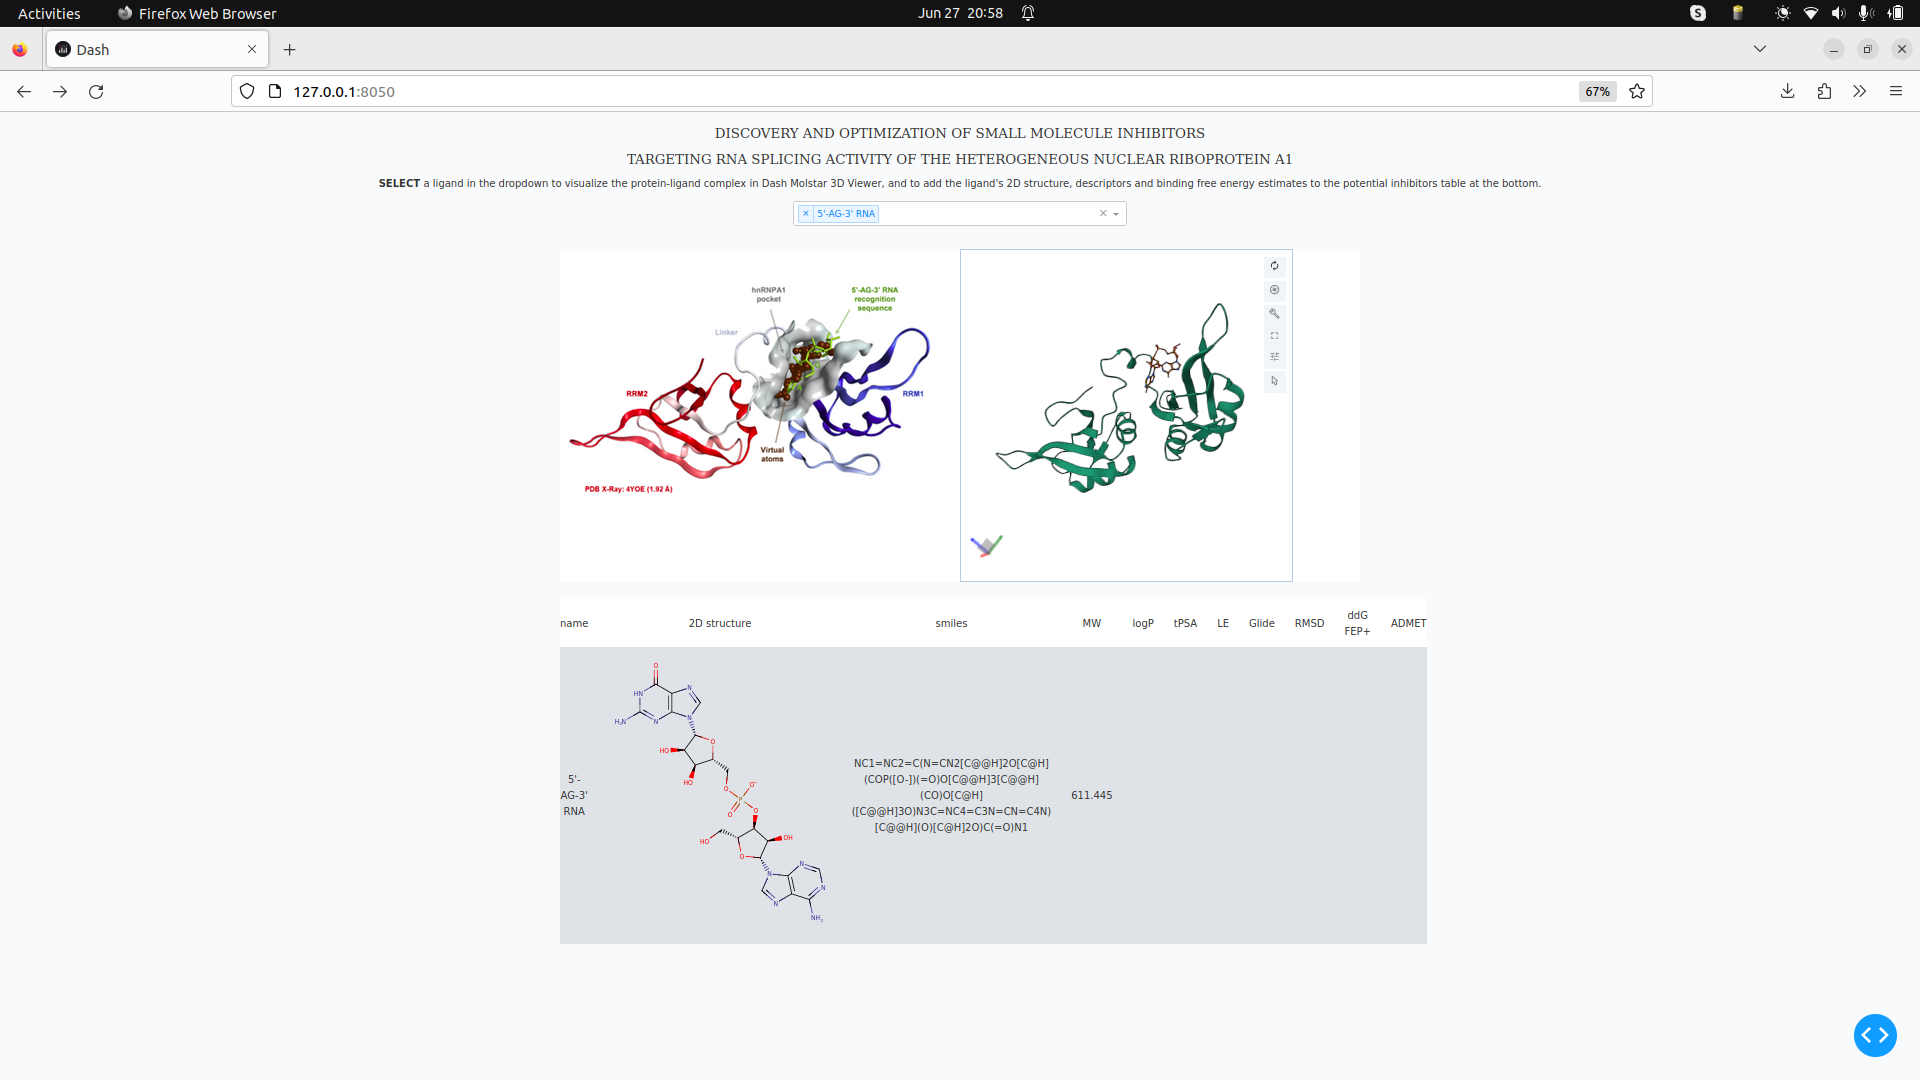 Activities
Firefox Web Browser
Jun 27 20:58
Dash
127.0.0.1:8050
67%
DISCOVERY AND OPTIMIZATION OF SMALL MOLECULE INHIBITORS
TARGETING RNA SPLICING ACTIVITY OF THE HETEROGENEOUS NUCLEAR RIBOPROTEIN A1
SELECT a ligand in the dropdown to visualize the protein-ligand complex in Dash Molstar 3D Viewer, and to add the ligand's 2D structure, descriptors and binding free energy estimates to the potential inhibitors table at the bottom.
× 5'-AG-3' RNA
hnRNPA1
pocket
5'-AG-3' RNA
recognition
sequence
Linker
RRM2
RRM1
Virtual
atoms
PDB X-Ray: 4YOE (1.92 Å)
name 2D structure smiles MW logP tPSA LE Glide RMSD ddG FEP+ ADMET
O
HN
N
H₂N
N
N
O
HO
HO
O
O⁻
P
O
O
HO
OH
O
N
N
N
N
NH₂
5'-
AG-3'
RNA
NC1=NC2=C(N=CN2[C@@H]2O[C@H]
(COP([O-])(=O)O[C@@H]3[C@@H]
(CO)O[C@H]
([C@@H]3O)N3C=NC4=C3N=CN=C4N)
[C@@H](O)[C@H]2O)C(=O)N1
611.445